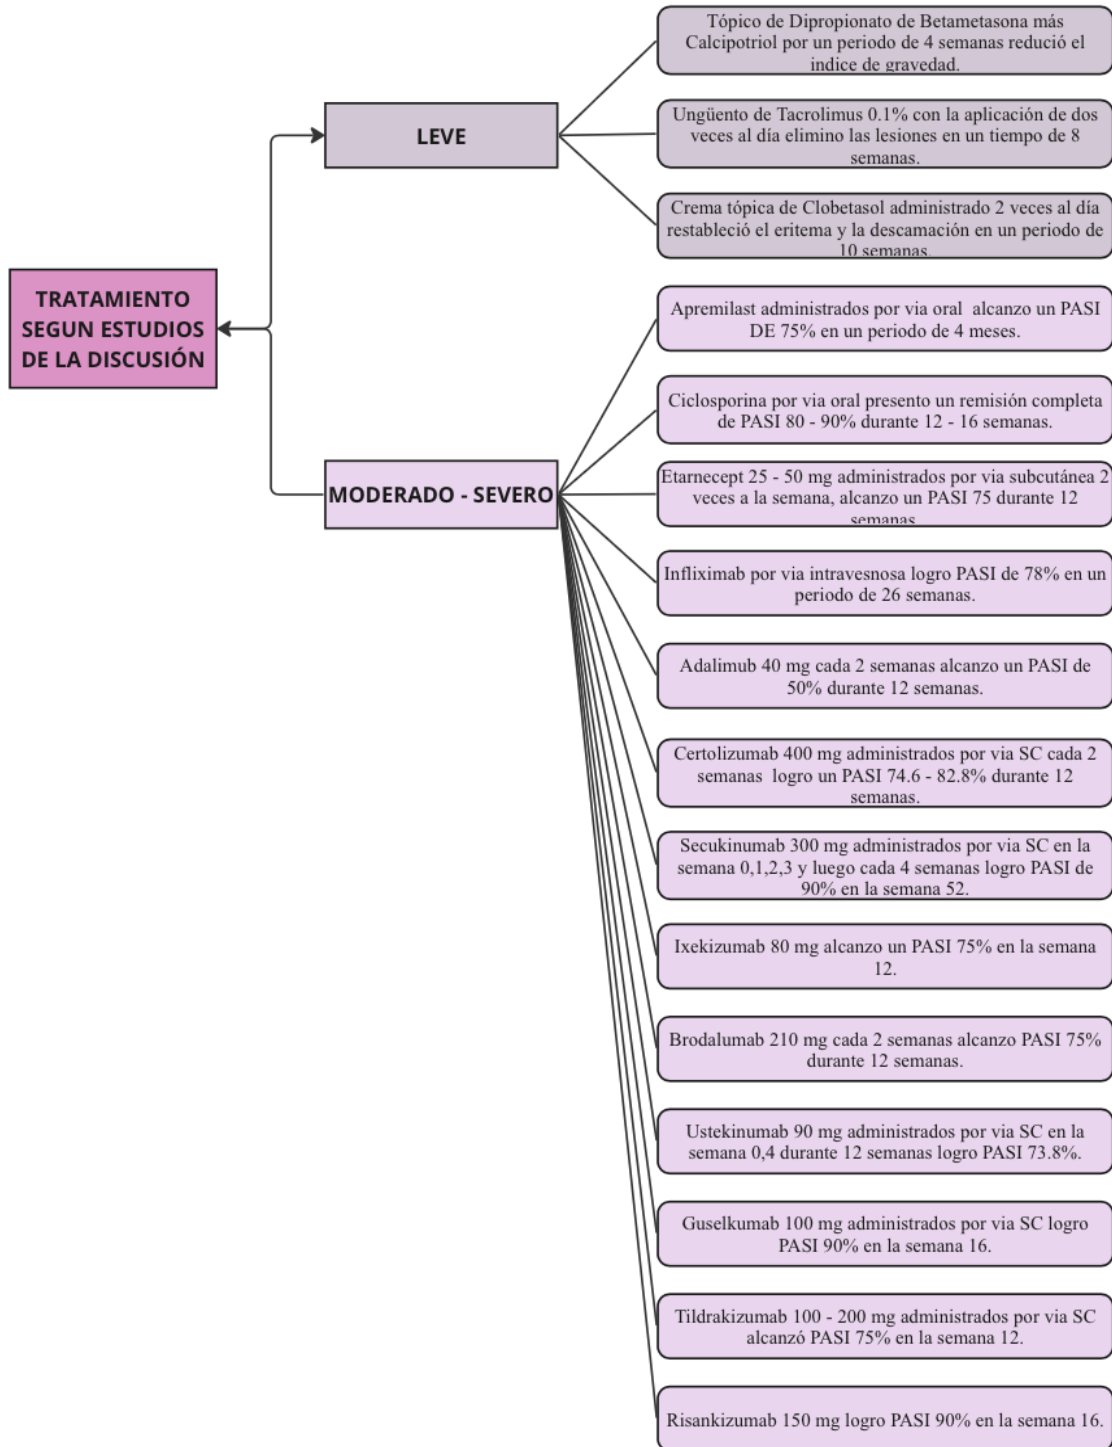 TRATAMIENTO
SEGUN ESTUDIOS
DE LA DISCUSIÓN
LEVE
Tópico de Dipropionato de Betametasona más
Calcipotriol por un periodo de 4 semanas redució el
indice de gravedad.
Ungüento de Tacrolimus 0.1% con la aplicación de dos
veces al día elimino las lesiones en un tiempo de 8
semanas.
Crema tópica de Clobetasol administrado 2 veces al día
restableció el eritema y la descamación en un periodo de
10 semanas.
MODERADO - SEVERO
Apremilast administrados por via oral alcanzo un PASI
DE 75% en un periodo de 4 meses.
Ciclosporina por via oral presento un remisión completa
de PASI 80 - 90% durante 12 - 16 semanas.
Etarnecept 25 - 50 mg administrados por via subcutánea 2
veces a la semana, alcanzo un PASI 75 durante 12
semanas
Infliximab por via intravesnosa logro PASI de 78% en un
periodo de 26 semanas.
Adalimub 40 mg cada 2 semanas alcanzo un PASI de
50% durante 12 semanas.
Certolizumab 400 mg administrados por via SC cada 2
semanas logro un PASI 74.6 - 82.8% durante 12
semanas.
Secukinumab 300 mg administrados por via SC en la
semana 0,1,2,3 y luego cada 4 semanas logro PASI de
90% en la semana 52.
Ixekizumab 80 mg alcanzo un PASI 75% en la semana
12.
Brodalumab 210 mg cada 2 semanas alcanzo PASI 75%
durante 12 semanas.
Ustekinumab 90 mg administrados por via SC en la
semana 0,4 durante 12 semanas logro PASI 73.8%.
Guselkumab 100 mg administrados por via SC logro
PASI 90% en la semana 16.
Tildrakizumab 100 - 200 mg administrados por via SC
alcanzó PASI 75% en la semana 12.
Risankizumab 150 mg logro PASI 90% en la semana 16.